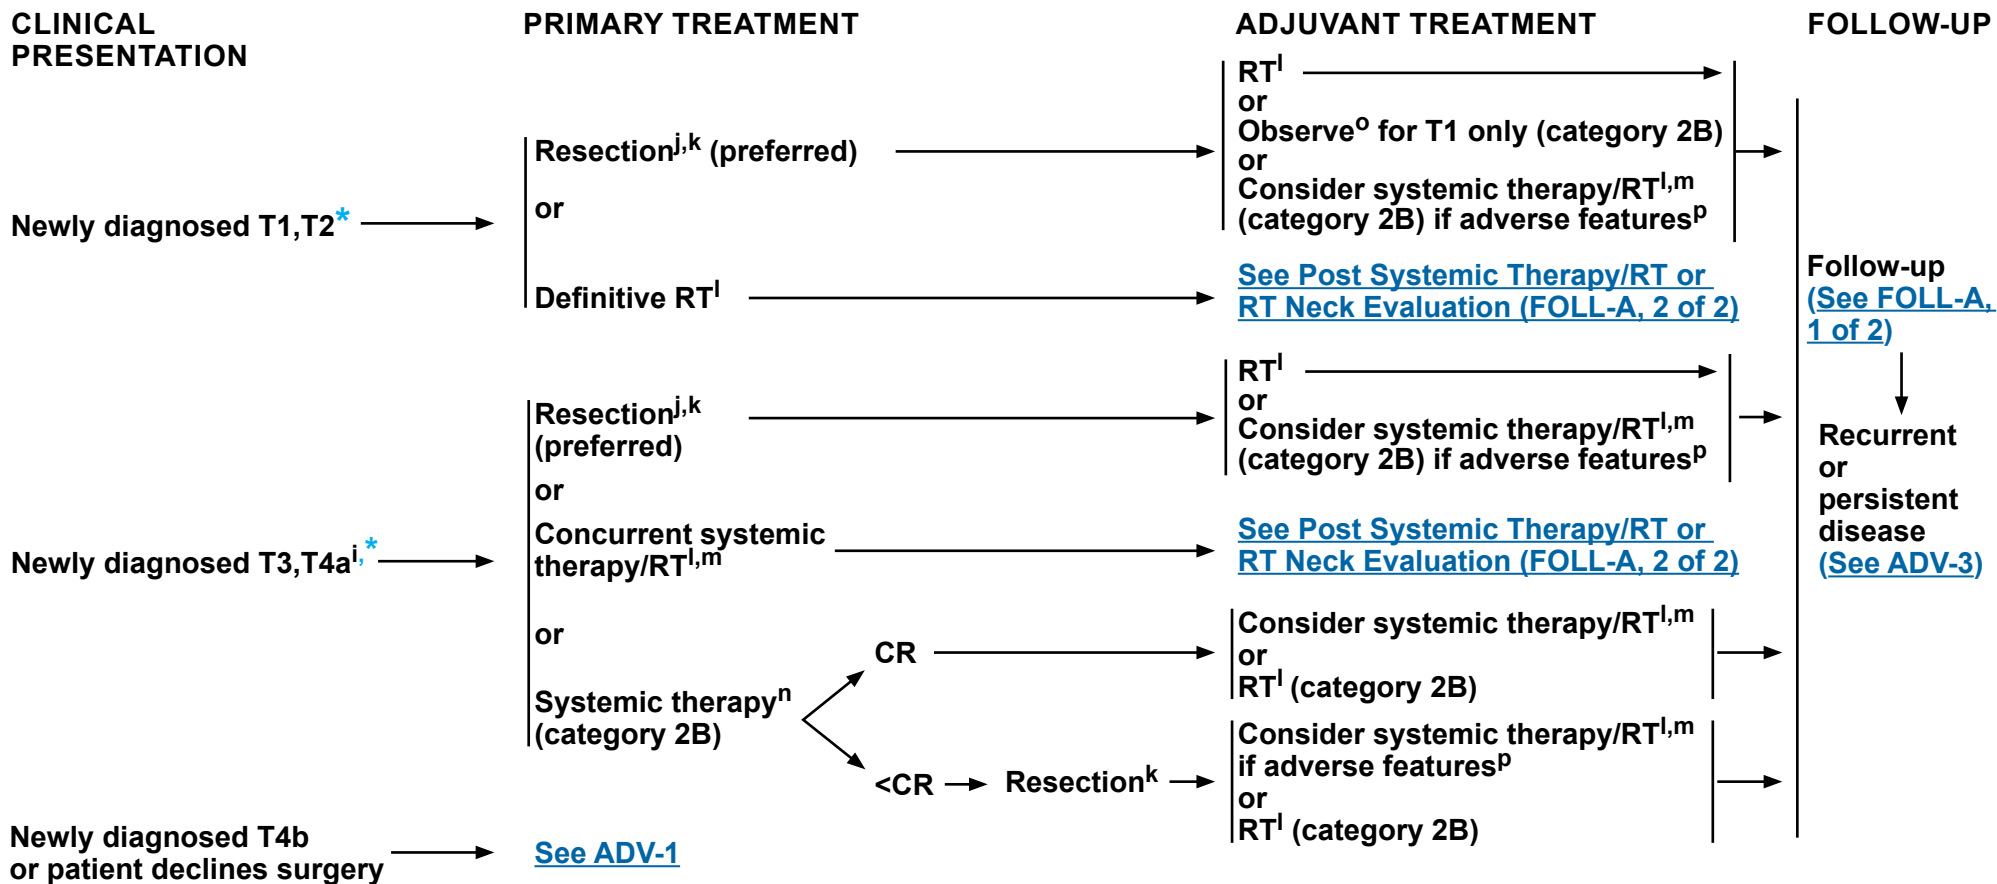 CLINICAL
PRESENTATION
PRIMARY TREATMENT
ADJUVANT TREATMENT
FOLLOW-UP
Newly diagnosed T1,T2*
Resectionj,k (preferred)
or
Definitive RTl
RTl
or
Observeo for T1 only (category 2B)
or
Consider systemic therapy/RTl,m
(category 2B) if adverse featuresp
See Post Systemic Therapy/RT or
RT Neck Evaluation (FOLL-A, 2 of 2)
Newly diagnosed T3,T4ai,*
Resectionj,k
(preferred)
or
Concurrent systemic
therapy/RTl,m
or
Systemic therapyn
(category 2B)
CR
<CR
Resectionk
RTl
or
Consider systemic therapy/RTl,m
(category 2B) if adverse featuresp
See Post Systemic Therapy/RT or
RT Neck Evaluation (FOLL-A, 2 of 2)
Consider systemic therapy/RTl,m
or
RTl (category 2B)
Consider systemic therapy/RTl,m
if adverse featuresp
or
RTl (category 2B)
Newly diagnosed T4b
or patient declines surgery
See ADV-1
Follow-up
(See FOLL-A,
1 of 2)
Recurrent
or
persistent
disease
(See ADV-3)